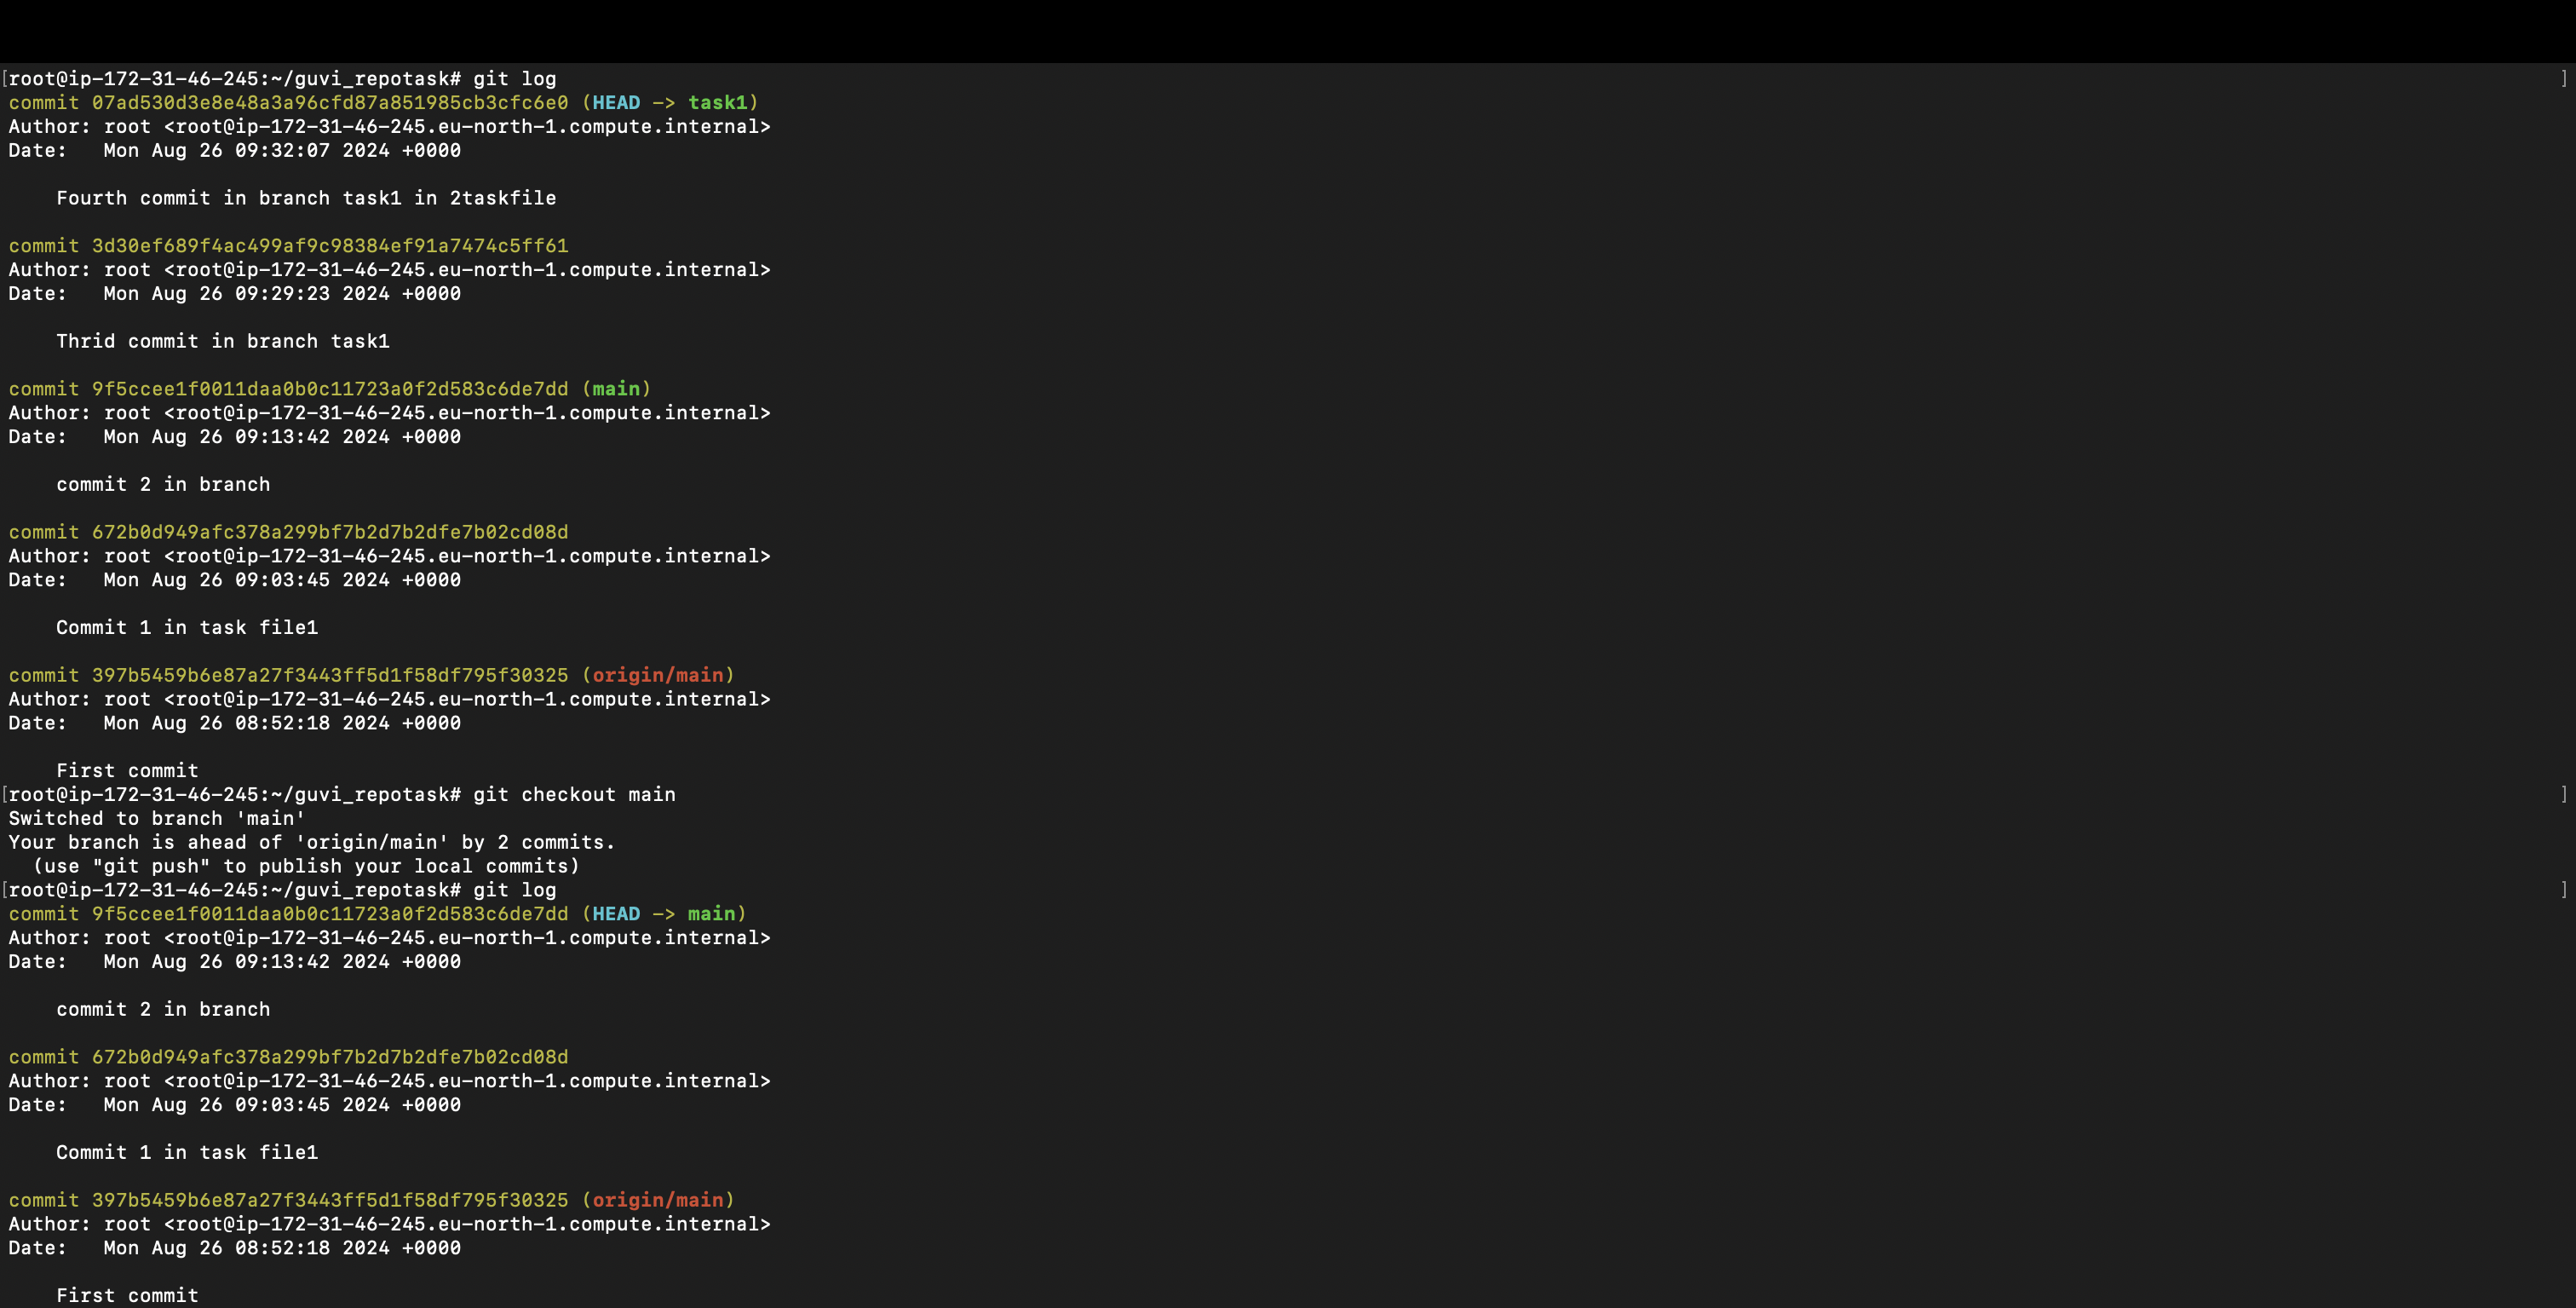 [root@ip-172-31-46-245:~/guvi_repotask# git log ]
commit 07ad530d3e8e48a3a96cfd87a851985cb3cfc6e0 (HEAD -> task1)
Author: root <root@ip-172-31-46-245.eu-north-1.compute.internal>
Date:   Mon Aug 26 09:32:07 2024 +0000
    Fourth commit in branch task1 in 2taskfile
commit 3d30ef689f4ac499af9c98384ef91a7474c5ff61
Author: root <root@ip-172-31-46-245.eu-north-1.compute.internal>
Date:   Mon Aug 26 09:29:23 2024 +0000
    Thrid commit in branch task1
commit 9f5ccee1f0011daa0b0c11723a0f2d583c6de7dd (main)
Author: root <root@ip-172-31-46-245.eu-north-1.compute.internal>
Date:   Mon Aug 26 09:13:42 2024 +0000
    commit 2 in branch
commit 672b0d949afc378a299bf7b2d7b2dfe7b02cd08d
Author: root <root@ip-172-31-46-245.eu-north-1.compute.internal>
Date:   Mon Aug 26 09:03:45 2024 +0000
    Commit 1 in task file1
commit 397b5459b6e87a27f3443ff5d1f58df795f30325 (origin/main)
Author: root <root@ip-172-31-46-245.eu-north-1.compute.internal>
Date:   Mon Aug 26 08:52:18 2024 +0000
    First commit
[root@ip-172-31-46-245:~/guvi_repotask# git checkout main ]
Switched to branch 'main'
Your branch is ahead of 'origin/main' by 2 commits.
  (use "git push" to publish your local commits)
[root@ip-172-31-46-245:~/guvi_repotask# git log ]
commit 9f5ccee1f0011daa0b0c11723a0f2d583c6de7dd (HEAD -> main)
Author: root <root@ip-172-31-46-245.eu-north-1.compute.internal>
Date:   Mon Aug 26 09:13:42 2024 +0000
    commit 2 in branch
commit 672b0d949afc378a299bf7b2d7b2dfe7b02cd08d
Author: root <root@ip-172-31-46-245.eu-north-1.compute.internal>
Date:   Mon Aug 26 09:03:45 2024 +0000
    Commit 1 in task file1
commit 397b5459b6e87a27f3443ff5d1f58df795f30325 (origin/main)
Author: root <root@ip-172-31-46-245.eu-north-1.compute.internal>
Date:   Mon Aug 26 08:52:18 2024 +0000
    First commit